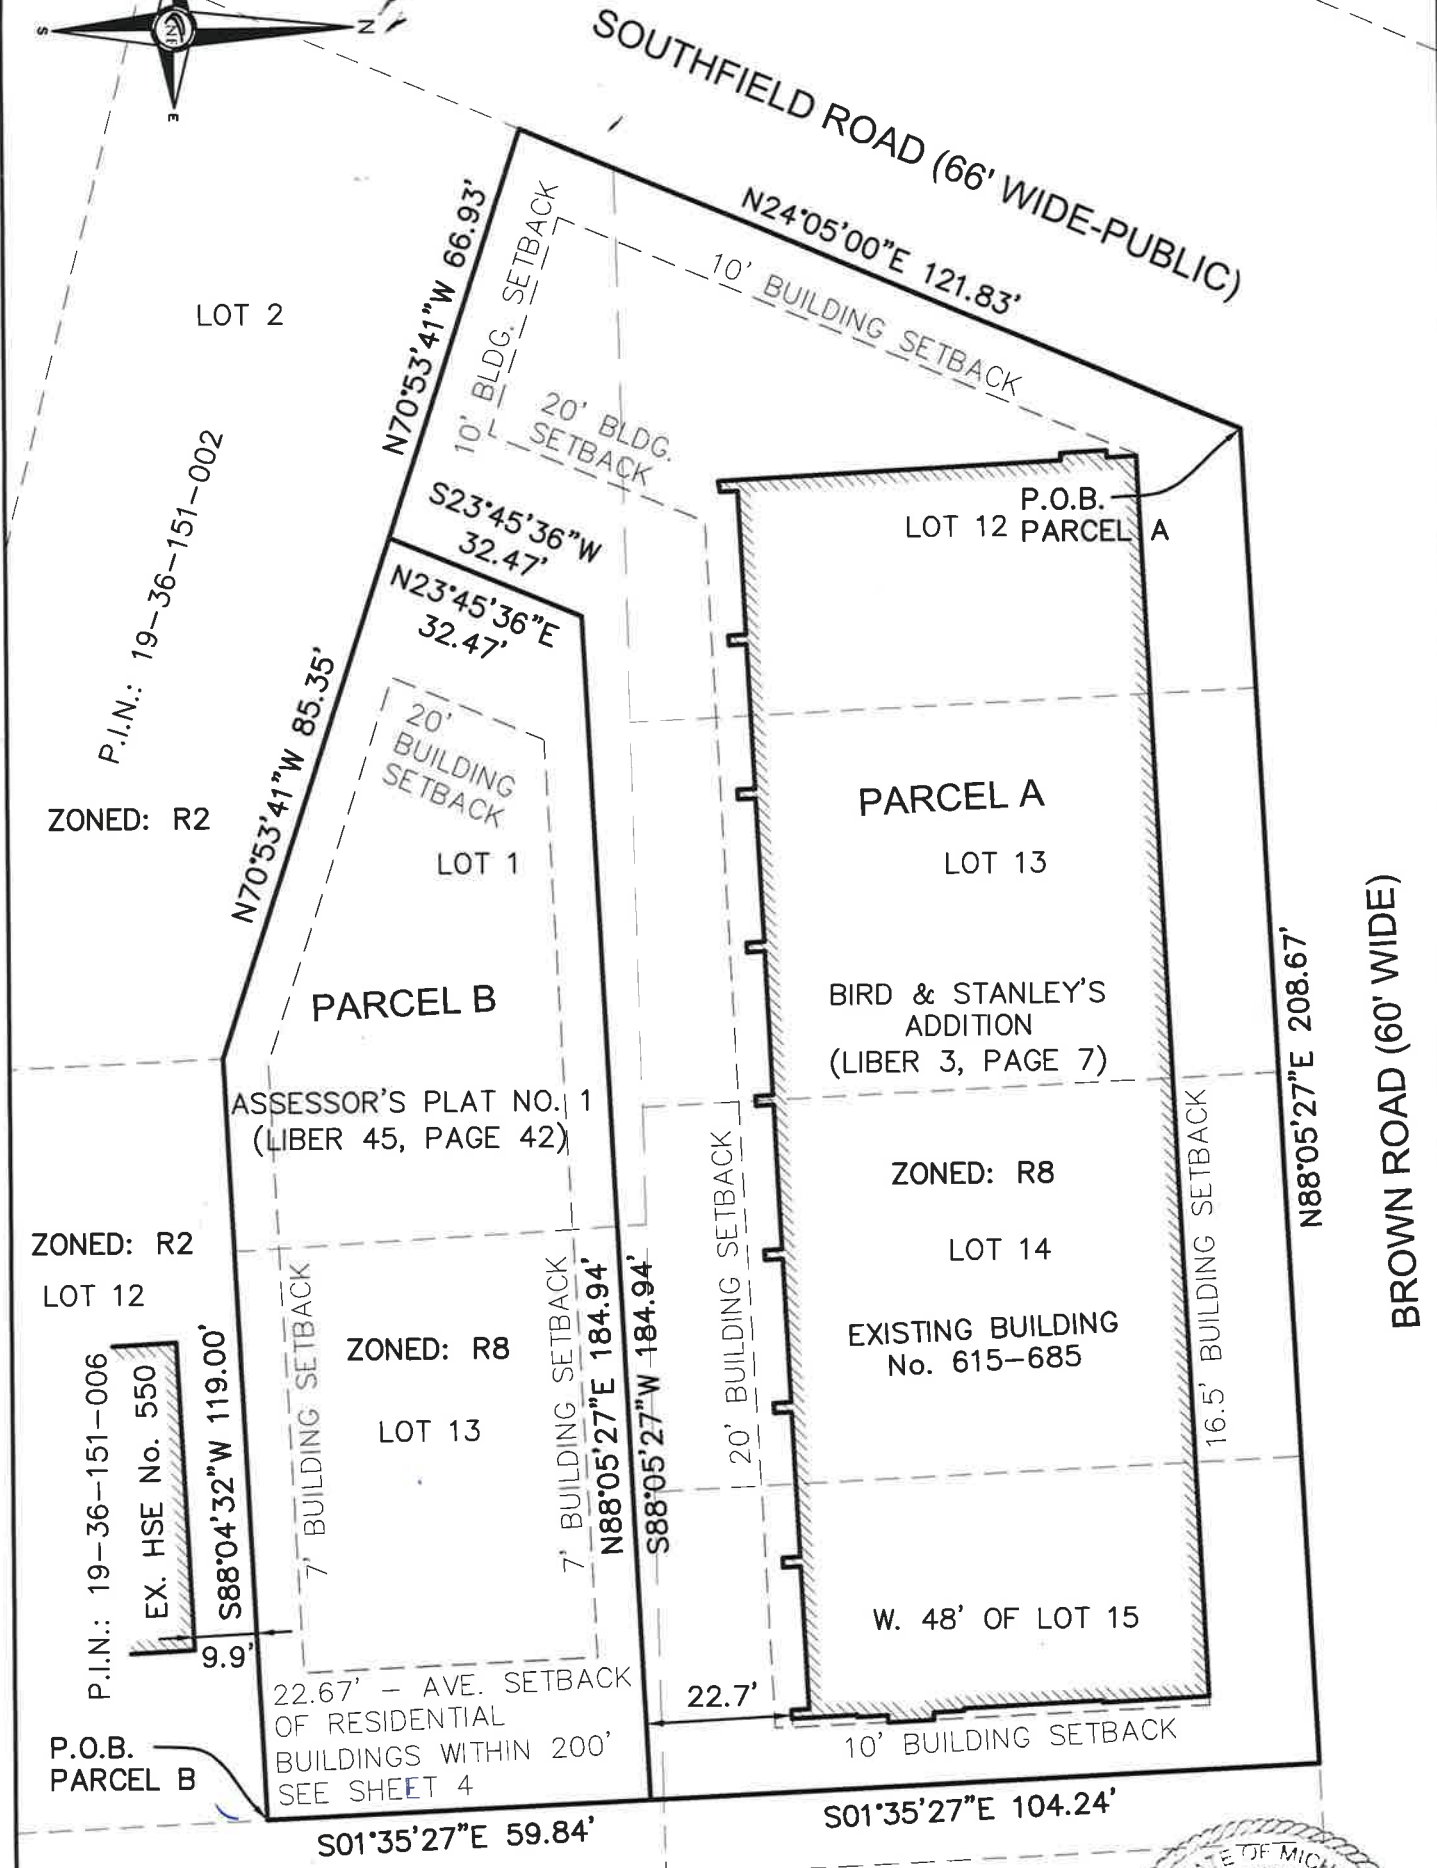 S
N
E
NF
SOUTHFIELD ROAD (66' WIDE-PUBLIC)
N24°05'00"E 121.83'
10' BUILDING SETBACK
N70°53'41"W 66.93'
10' BLDG. SETBACK
20' BLDG.
SETBACK
LOT 2
P.I.N.: 19-36-151-002
ZONED: R2
S23°45'36"W
32.47'
N23°45'36"E
32.47'
P.O.B.
PARCEL A
LOT 12
N70°53'41"W 85.35'
20'
BUILDING
SETBACK
LOT 1
PARCEL A
LOT 13
PARCEL B
BIRD & STANLEY'S
ADDITION
(LIBER 3, PAGE 7)
ASSESSOR'S PLAT NO. 1
(LIBER 45, PAGE 42)
N88°05'27"E 208.67'
BROWN ROAD (60' WIDE)
ZONED: R8
LOT 14
EXISTING BUILDING
No. 615-685
20' BUILDING SETBACK
16.5' BUILDING SETBACK
ZONED: R2
LOT 12
P.I.N.: 19-36-151-006
EX. HSE No. 550
S88°04'32"W 119.00'
9.9'
7' BUILDING SETBACK
ZONED: R8
LOT 13
7' BUILDING SETBACK
N88°05'27"E 184.94'
S88°05'27"W 184.94'
W. 48' OF LOT 15
22.67' - AVE. SETBACK
OF RESIDENTIAL
BUILDINGS WITHIN 200'
SEE SHEET 4
22.7'
10' BUILDING SETBACK
P.O.B.
PARCEL B
S01°35'27"E 59.84'
S01°35'27"E 104.24'